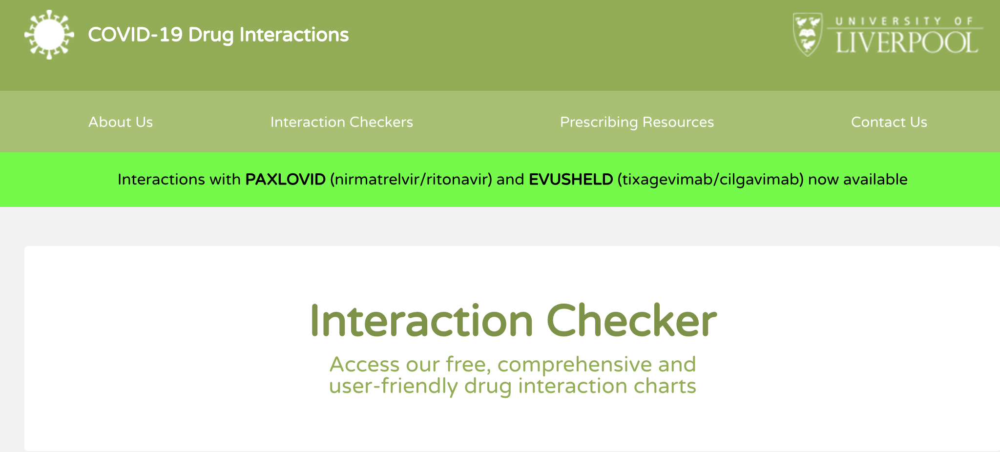 COVID-19 Drug Interactions
UNIVERSITY OF
LIVERPOOL
About Us
Interaction Checkers
Prescribing Resources
Contact Us
Interactions with PAXLOVID (nirmatrelvir/ritonavir) and EVUSHELD (tixagevimab/cilgavimab) now available
Interaction Checker
Access our free, comprehensive and
user-friendly drug interaction charts